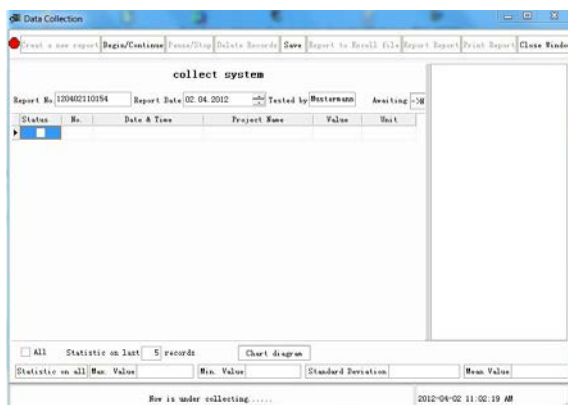 Data Collection
Creat a new report Begin/Continue Pause/Stop Delete Records Save Report to Excell file Report Report Print Report Close Window
collect system
Report No. 120402110154 Report Date 02.04.2012 Tested by Mustermann Awaiting ->0
Status No. Date & Time Project Name Value Unit
All Statistic on last 5 records Chart diagram
Statistic on all Max. Value Min. Value Standard Deviation Mean Value
Now is under collecting......
2012-04-02 11:02:19 AM